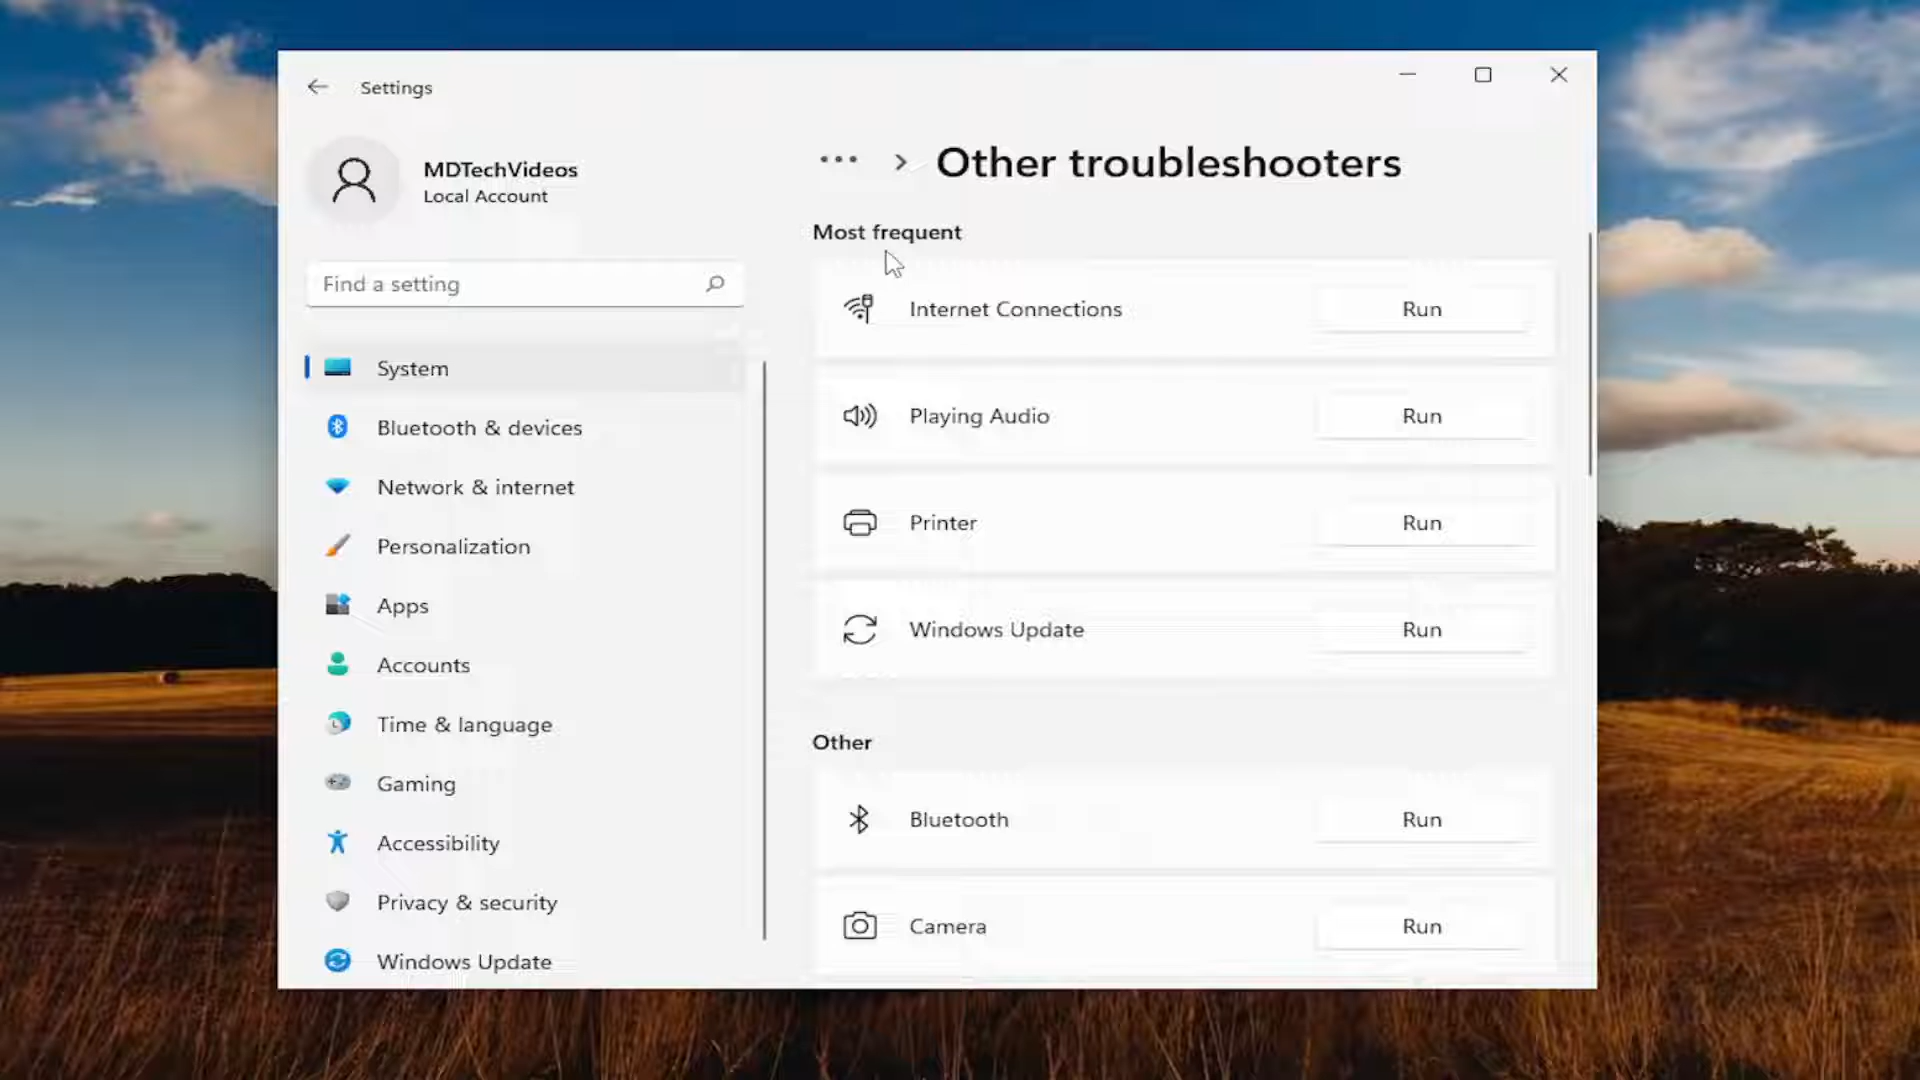 Settings
MDTechVideos
Local Account
Find a setting
System
Bluetooth & devices
Network & internet
Personalization
Apps
Accounts
Time & language
Gaming
Accessibility
Privacy & security
Windows Update
... > Other troubleshooters
Most frequent
Internet Connections Run
Playing Audio Run
Printer Run
Windows Update Run
Other
Bluetooth Run
Camera Run